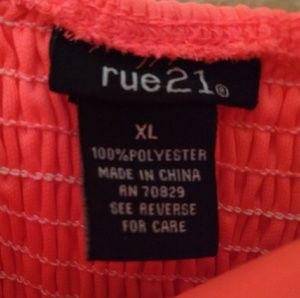 rue21®
XL
100%POLYESTER
MADE IN CHINA
RN 70829
SEE REVERSE
FOR CARE